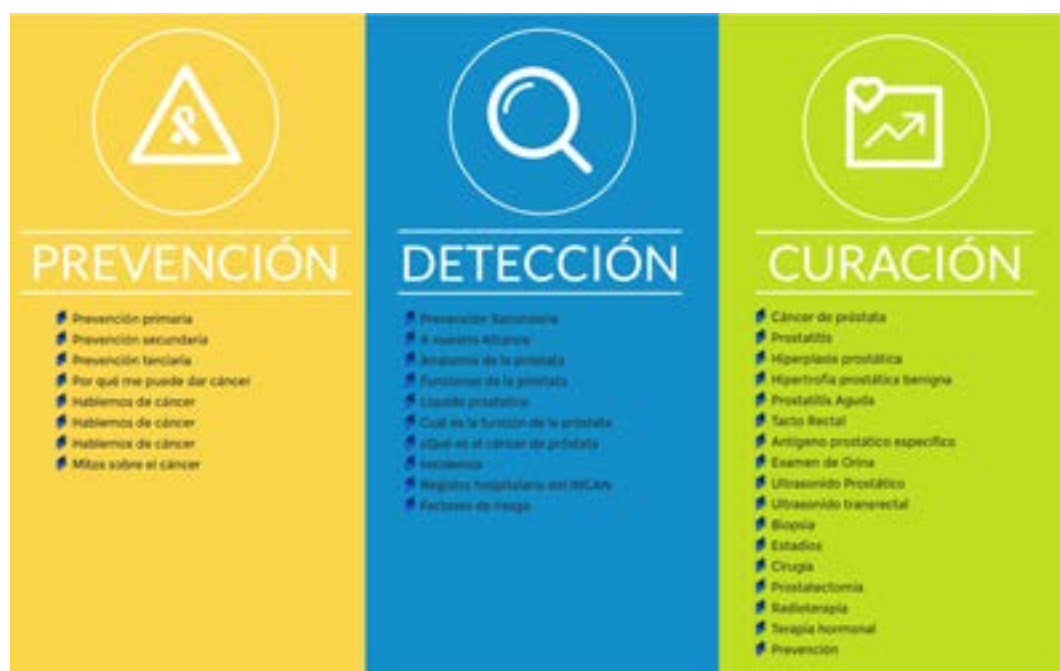 PREVENCIÓN
Prevención primaria
Prevención secundaria
Prevención terciaria
Por qué me puede dar cáncer
Hablemos de cáncer
Hablemos de cáncer
Hablemos de cáncer
Mitos sobre el cáncer
DETECCIÓN
Prevención Secundaria
A nuestro Alcance
Anatomía de la próstata
Funciones de la próstata
Líquido prostático
Cuál es la función de la próstata
¿Qué es el cáncer de próstata
Incidencia
Registro hospitalario del INCAN
Factores de riesgo
CURACIÓN
Cáncer de próstata
Prostatitis
Hiperplasia prostática
Hipertrofia prostática benigna
Prostatitis Aguda
Tacto Rectal
Antígeno prostático específico
Examen de Orina
Ultrasonido Prostático
Ultrasonido transrectal
Biopsia
Estadios
Cirugía
Prostatectomía
Radioterapia
Terapia hormonal
Prevención